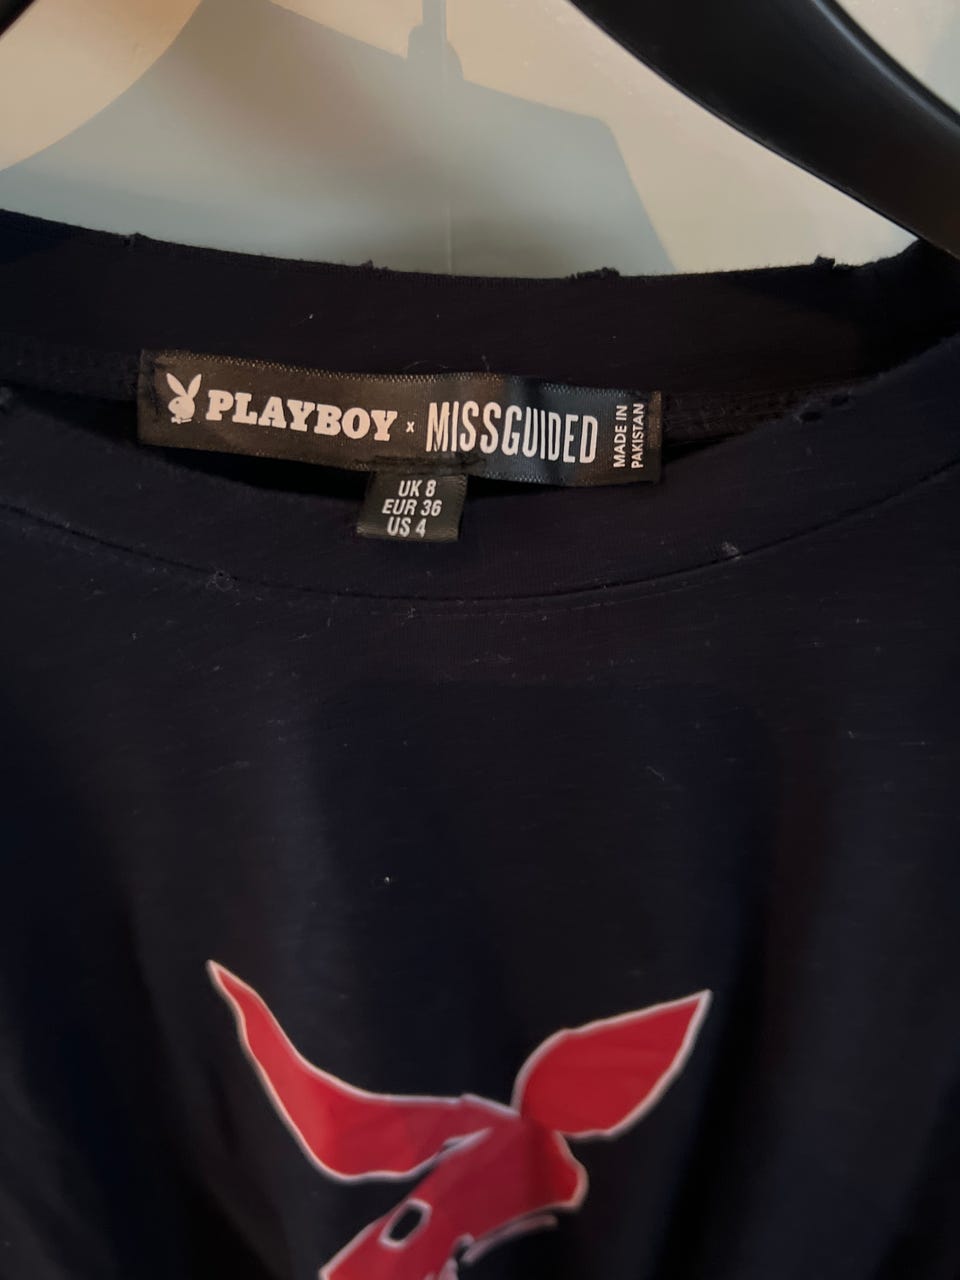 PLAYBOY x MISSGUIDED
MADE IN
PAKISTAN
UK 8
EUR 36
US 4